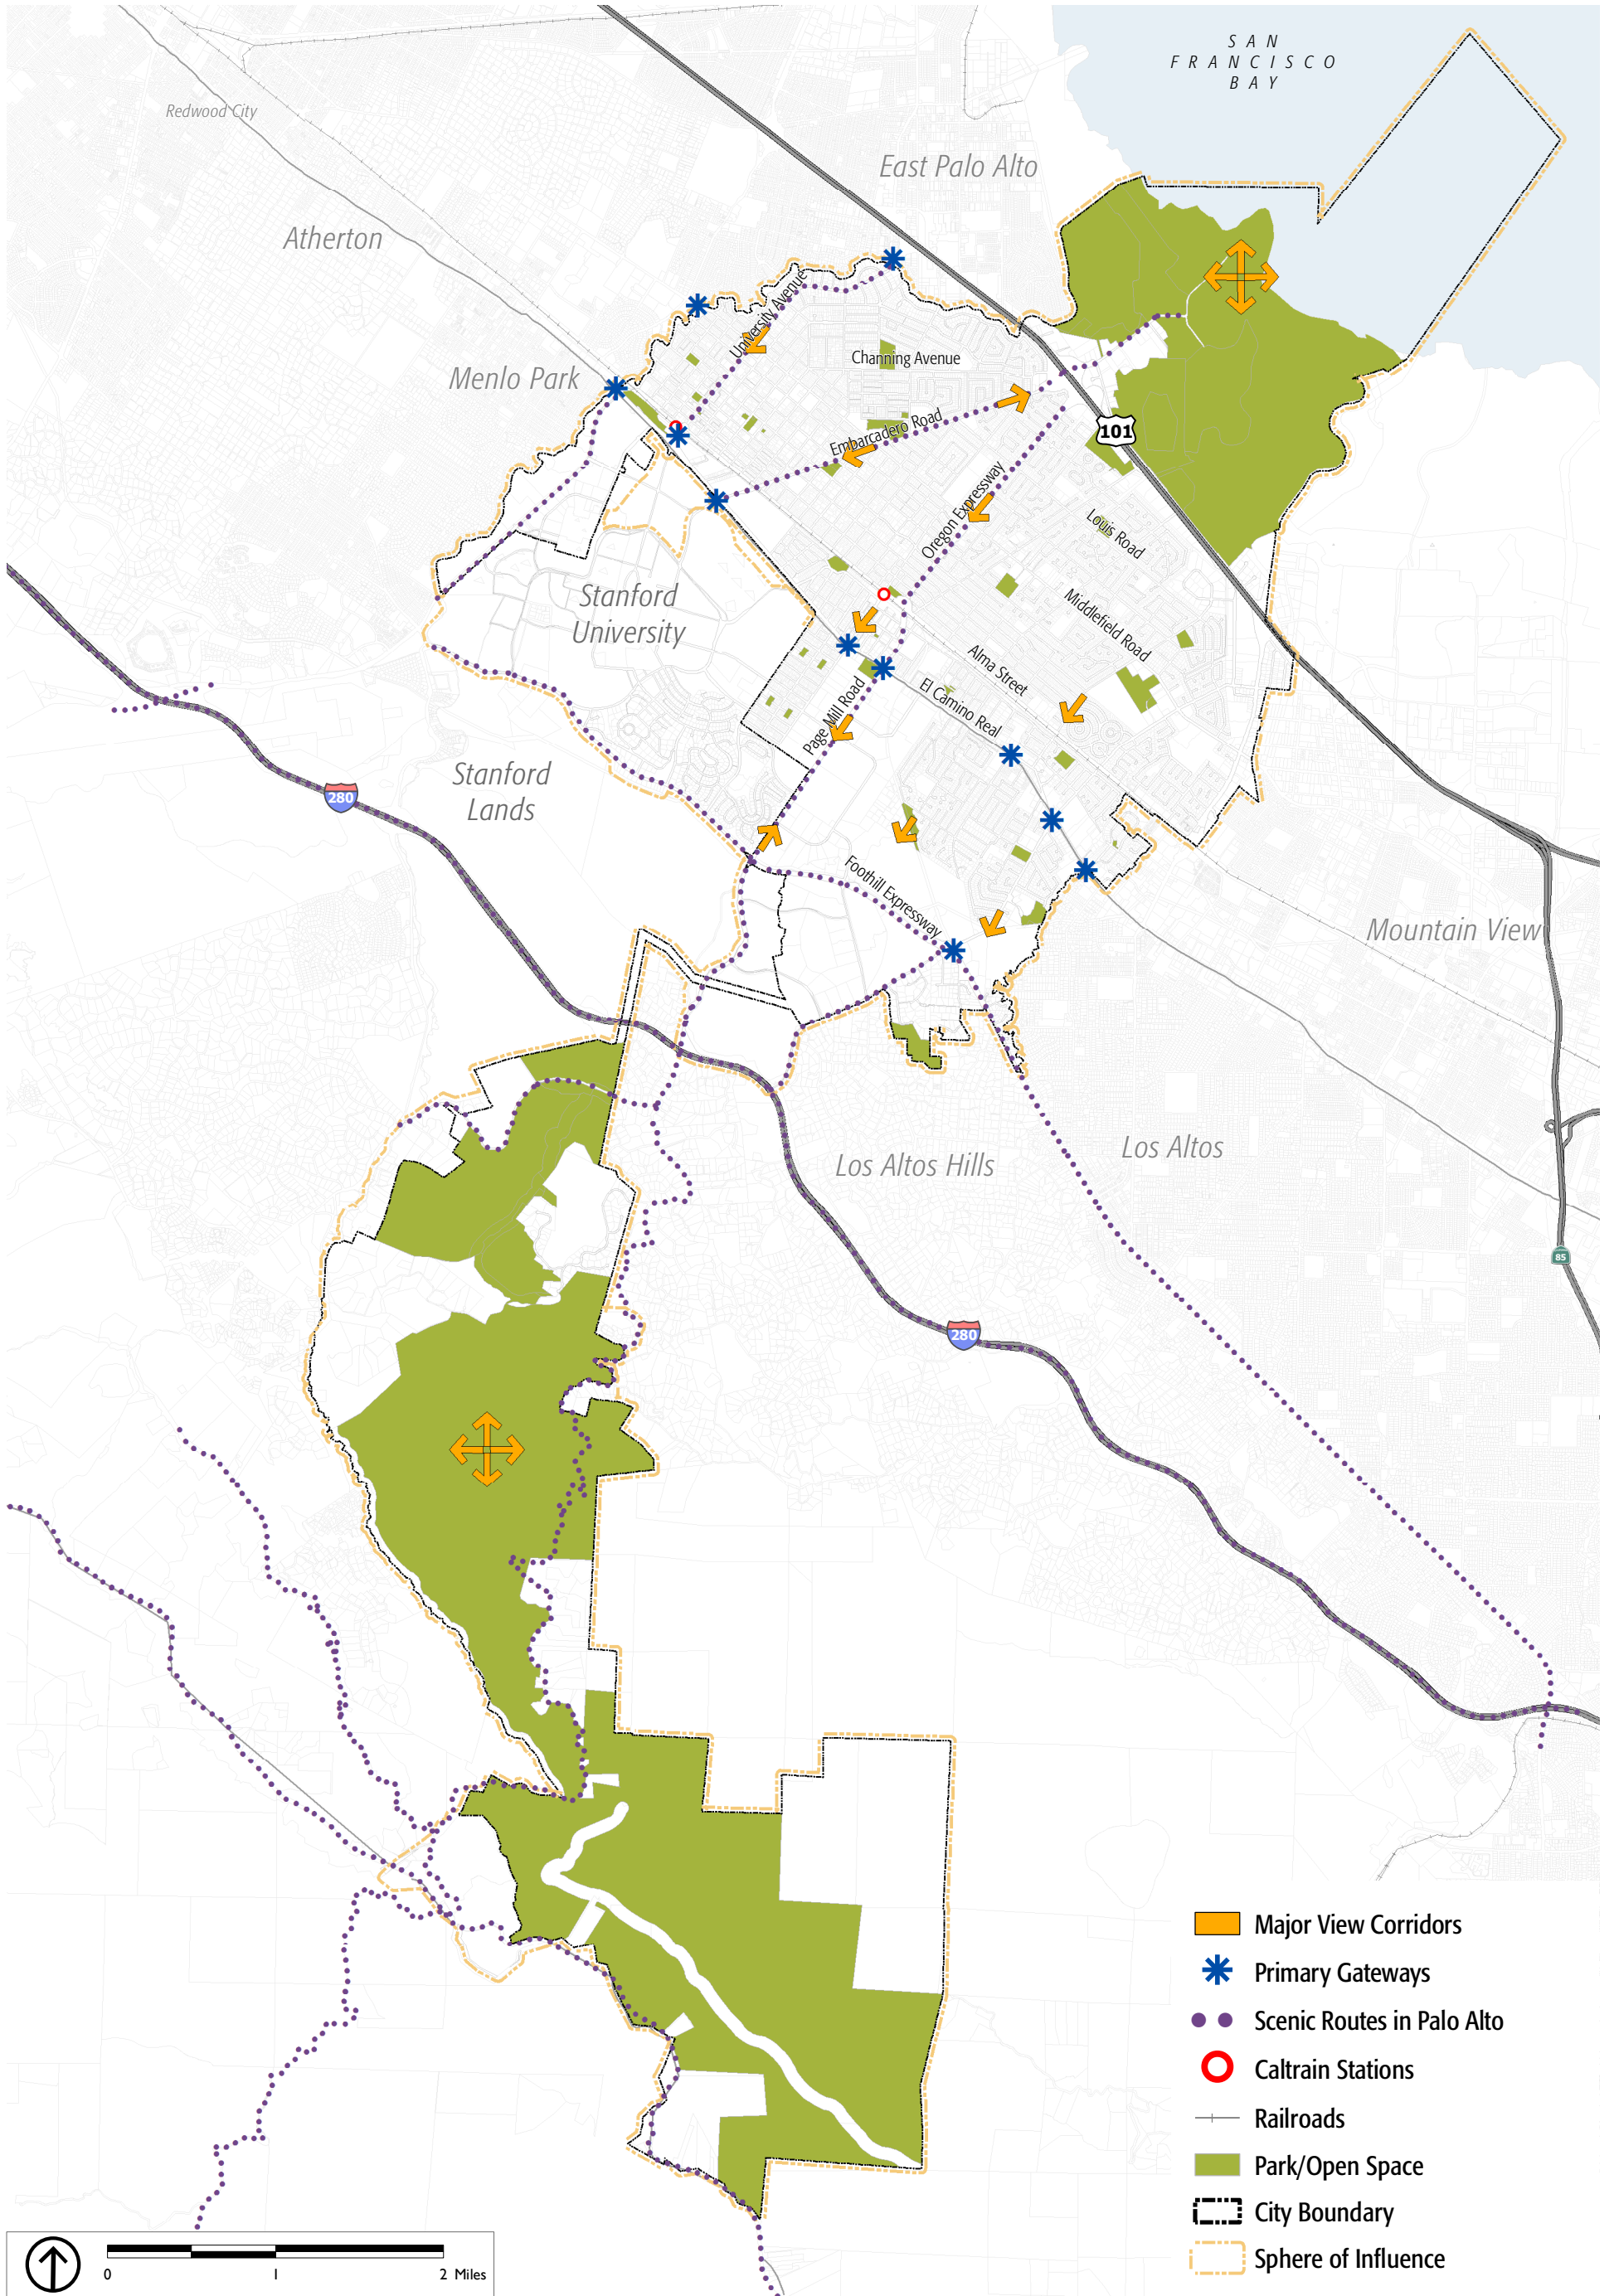 SAN
FRANCISCO
BAY
Redwood City
East Palo Alto
Atherton
University Avenue
Channing Avenue
Menlo Park
Embarcadero Road
101
Oregon Expressway
Louis Road
Stanford
University
Middlefield Road
Alma Street
El Camino Real
Page Mill Road
Stanford
Lands
280
Foothill Expressway
Mountain View
Los Altos Hills
Los Altos
85
280
Major View Corridors
Primary Gateways
Scenic Routes in Palo Alto
Caltrain Stations
Railroads
Park/Open Space
City Boundary
Sphere of Influence
0 1 2 Miles